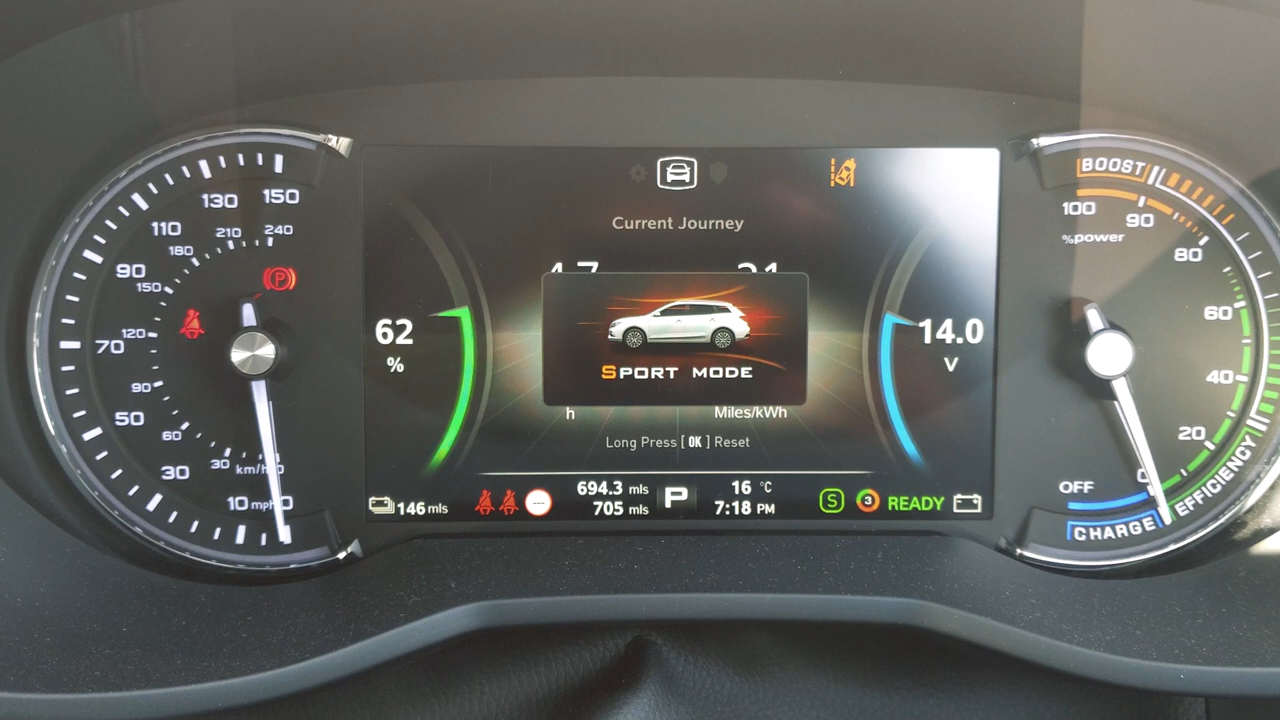 150
130
110
90
70
50
30
10 mph 0
240
210
180
150
120
90
60
30 km/h
P
Current Journey
62
%
14.0
V
SPORT MODE
h Miles/kWh
Long Press [ OK ] Reset
146 mls
694.3 mls
705 mls
P
16 °C
7:18 PM
S
3
READY
BOOST
100
90
80
%power
60
40
20
OFF
CHARGE
EFFICIENCY